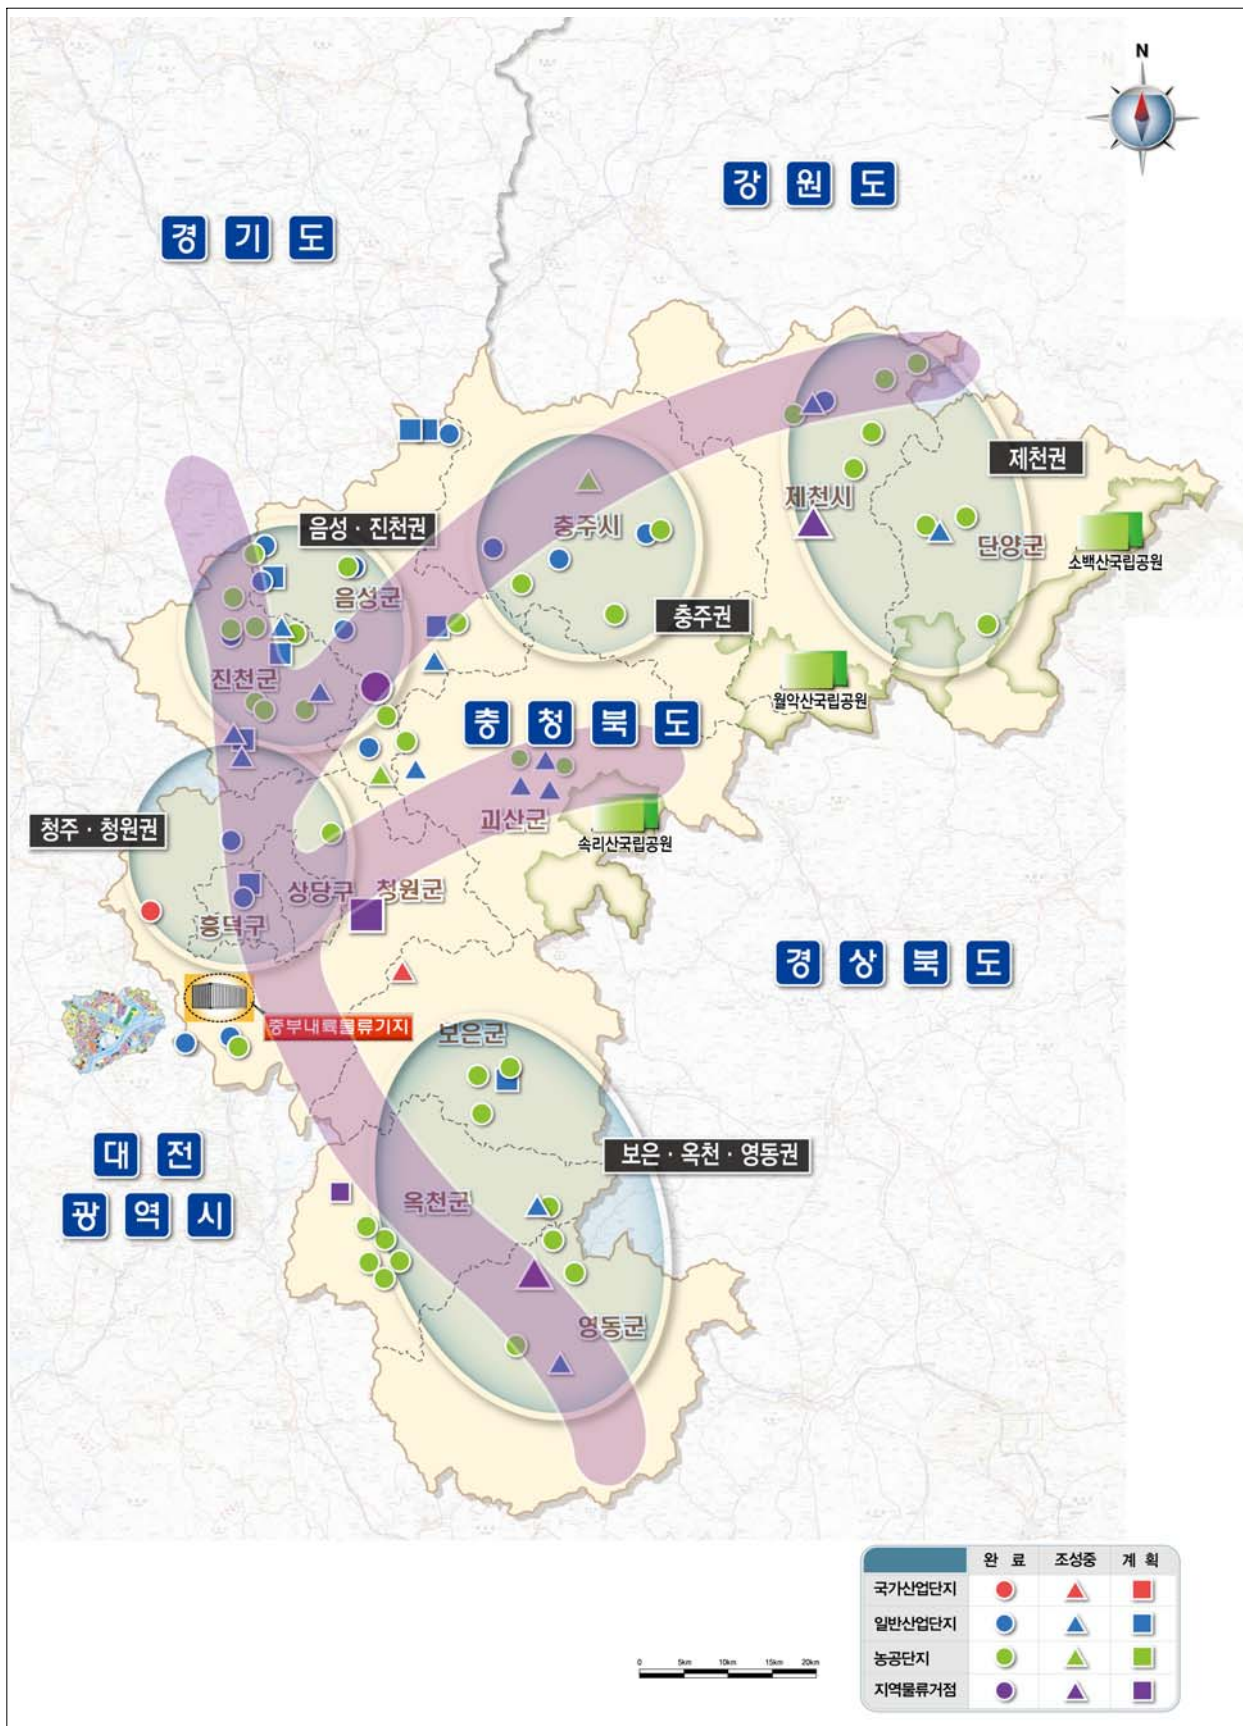 N
강원도
경기도
제천권
제천시
음성·진천권
충주시
단양군
소백산국립공원
음성군
충주권
진천군
월악산국립공원
충청북도
청주·청원권
괴산군
속리산국립공원
상당구
청원군
흥덕구
경상북도
중부내륙물류기지
보은군
대전
광역시
보은·옥천·영동권
옥천군
영동군
완 료 조성중 계 획
국가산업단지
일반산업단지
농공단지
지역물류거점
0 5km 10km 15km 20km